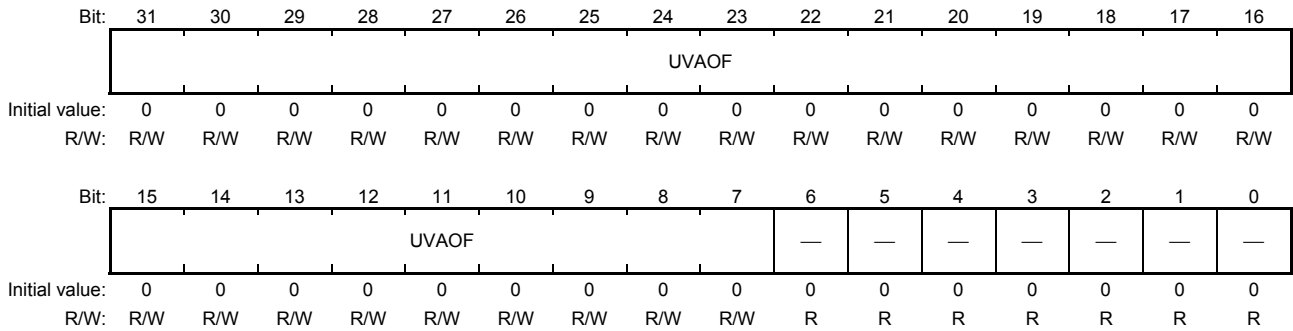 Bit: 31 30 29 28 27 26 25 24 23 22 21 20 19 18 17 16
UVAOF
Initial value: 0 0 0 0 0 0 0 0 0 0 0 0 0 0 0 0
R/W: R/W R/W R/W R/W R/W R/W R/W R/W R/W R/W R/W R/W R/W R/W R/W R/W
Bit: 15 14 13 12 11 10 9 8 7 6 5 4 3 2 1 0
UVAOF — — — — — — —
Initial value: 0 0 0 0 0 0 0 0 0 0 0 0 0 0 0 0
R/W: R/W R/W R/W R/W R/W R/W R/W R/W R/W R R R R R R R